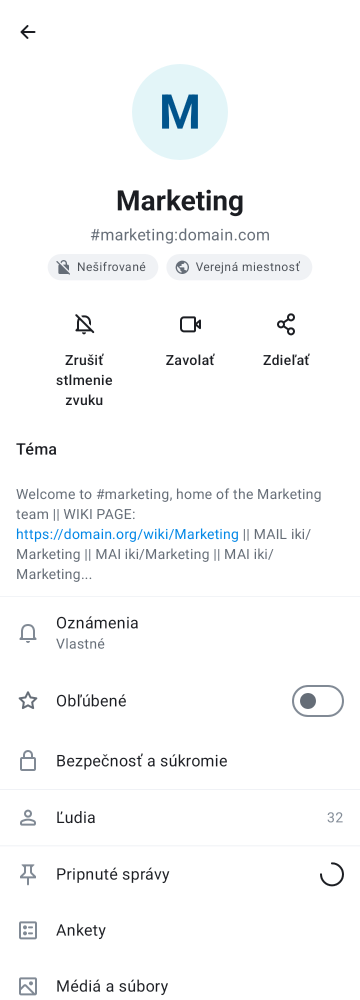 M
Marketing
#marketing:domain.com
Nešifrované
Verejná miestnosť
Zrušiť
stlmenie
zvuku
Zavolať
Zdieľať
Téma
Welcome to #marketing, home of the Marketing
team || WIKI PAGE:
https://domain.org/wiki/Marketing || MAIL iki/
Marketing || MAI iki/Marketing || MAI iki/
Marketing...
Oznámenia
Vlastné
Obľúbené
Bezpečnosť a súkromie
Ľudia 32
Pripnuté správy
Ankety
Médiá a súbory